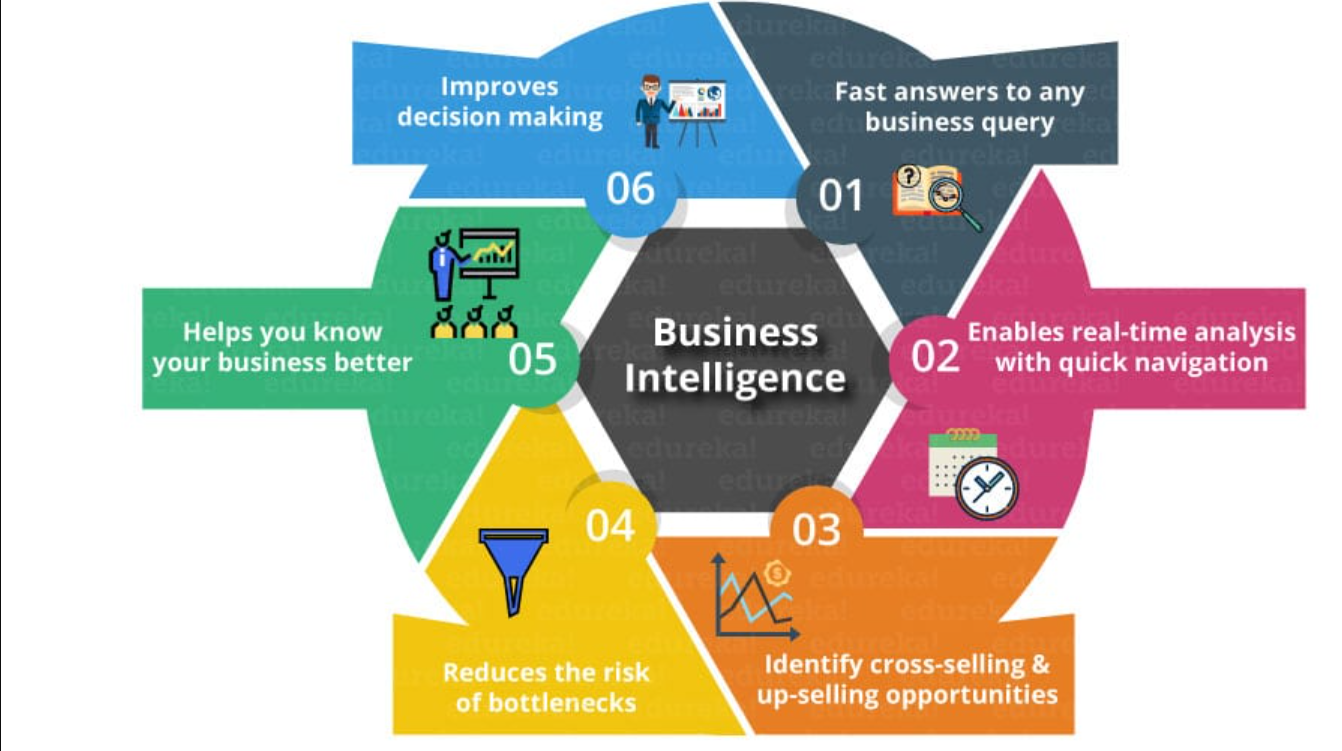 Business
Intelligence
01
Fast answers to any
business query
02
Enables real-time analysis
with quick navigation
03
Identify cross-selling &
up-selling opportunities
04
Reduces the risk
of bottlenecks
05
Helps you know
your business better
06
Improves
decision making
?
$
edureka!